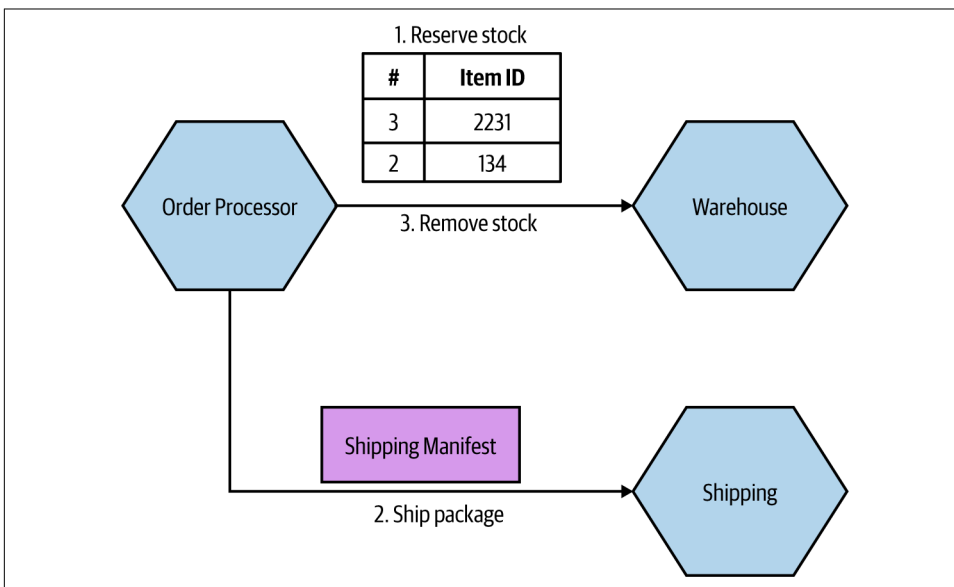 1. Reserve stock
# Item ID
3 2231
2 134
Order Processor
Warehouse
3. Remove stock
Shipping Manifest
Shipping
2. Ship package